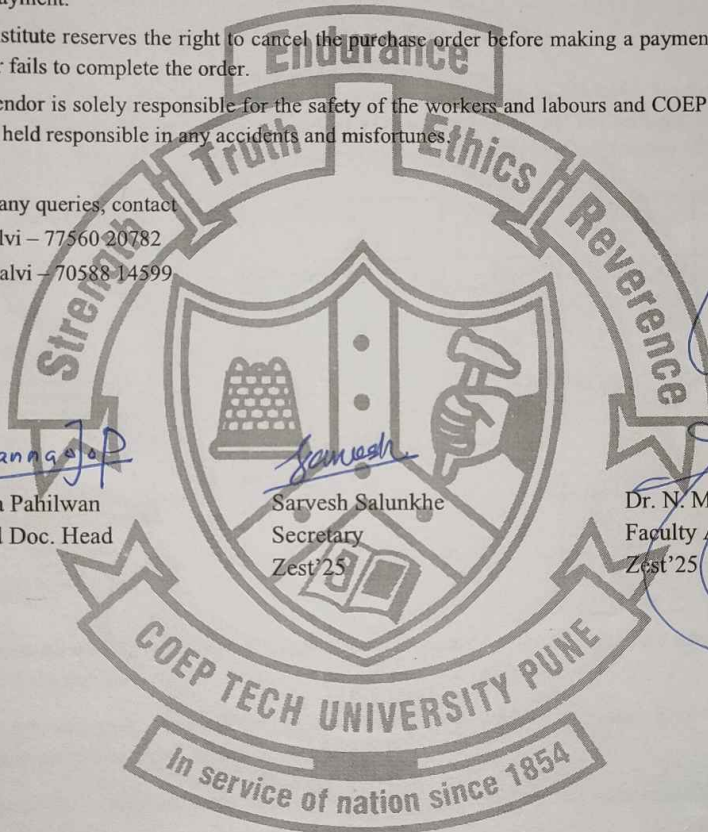 stitute reserves the right to cancel the purchase order before making a paymen
fails to complete the order.
endor is solely responsible for the safety of the workers and labours and COEP
held responsible in any accidents and misfortunes.
any queries, contact
lvi – 77560 20782
alvi – 70588 14599
Endurance
Truth
Ethics
Strength
Reverence
Sarvesh
Pahilwan
Sarvesh Salunkhe
Dr. N. M
Doc. Head
Secretary
Faculty
Zest'25
Zest'25
COEP TECH UNIVERSITY PUNE
In service of nation since 1854